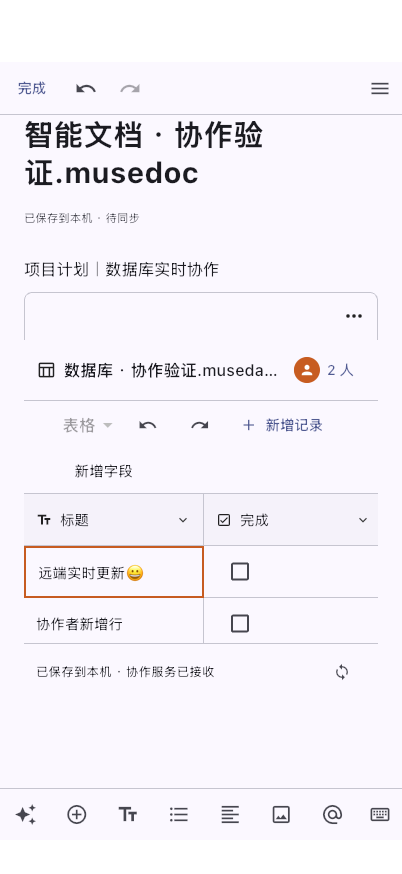 完成
智能文档 · 协作验
证.musedoc
已保存到本机 · 待同步
项目计划｜数据库实时协作
数据库 · 协作验证.museda...
2 人
表格
新增记录
新增字段
Tт 标题
完成
远端实时更新😀
协作者新增行
已保存到本机 · 协作服务已接收
Tт